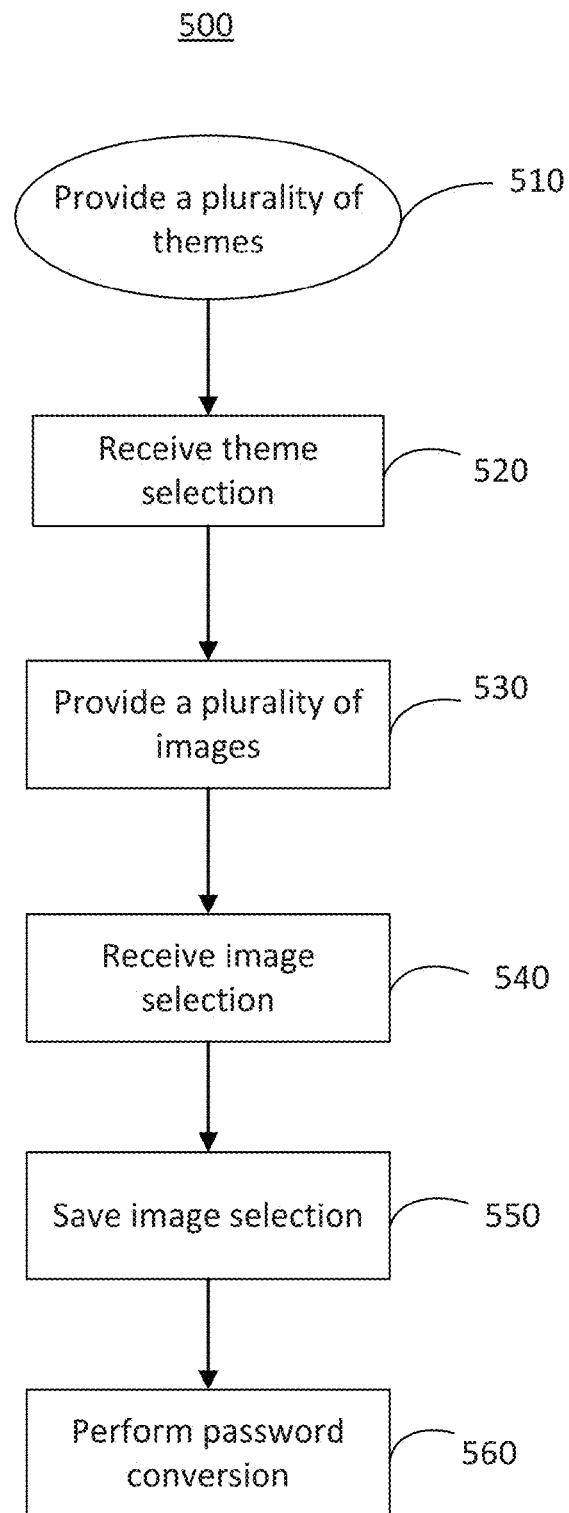 500
Provide a plurality of
themes
510
Receive theme
selection
520
Provide a plurality of
images
530
Receive image
selection
540
Save image selection
550
Perform password
conversion
560